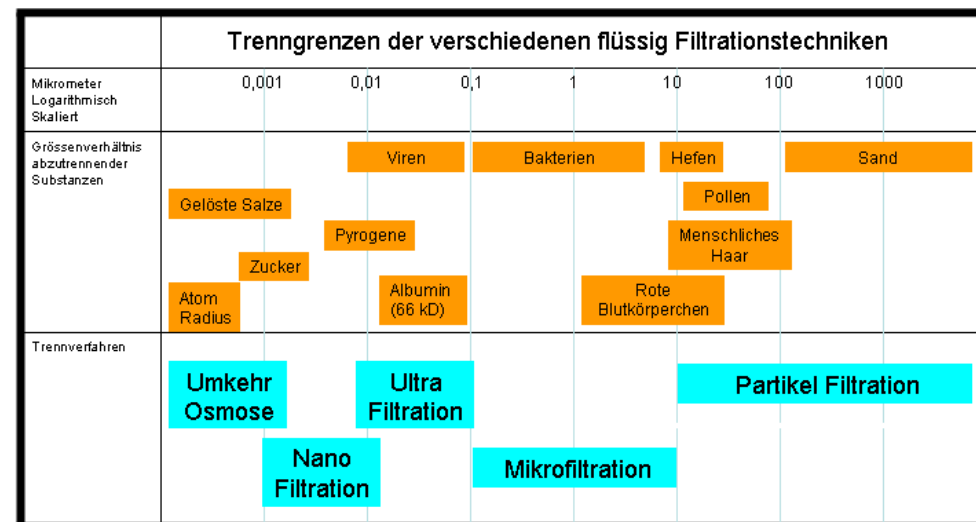 Trenngrenzen der verschiedenen flüssig Filtrationstechniken
Mikrometer
Logarithmisch
Skaliert
0,001 0,01 0,1 1 10 100 1000
Grössenverhältnis
abzutrennender
Substanzen
Viren Bakterien Hefen Sand
Gelöste Salze
Pollen
Pyrogene
Menschliches
Haar
Zucker
Atom
Radius
Albumin
(66 kD)
Rote
Blutkörperchen
Trennverfahren
Umkehr
Osmose
Ultra
Filtration
Partikel Filtration
Nano
Filtration
Mikrofiltration